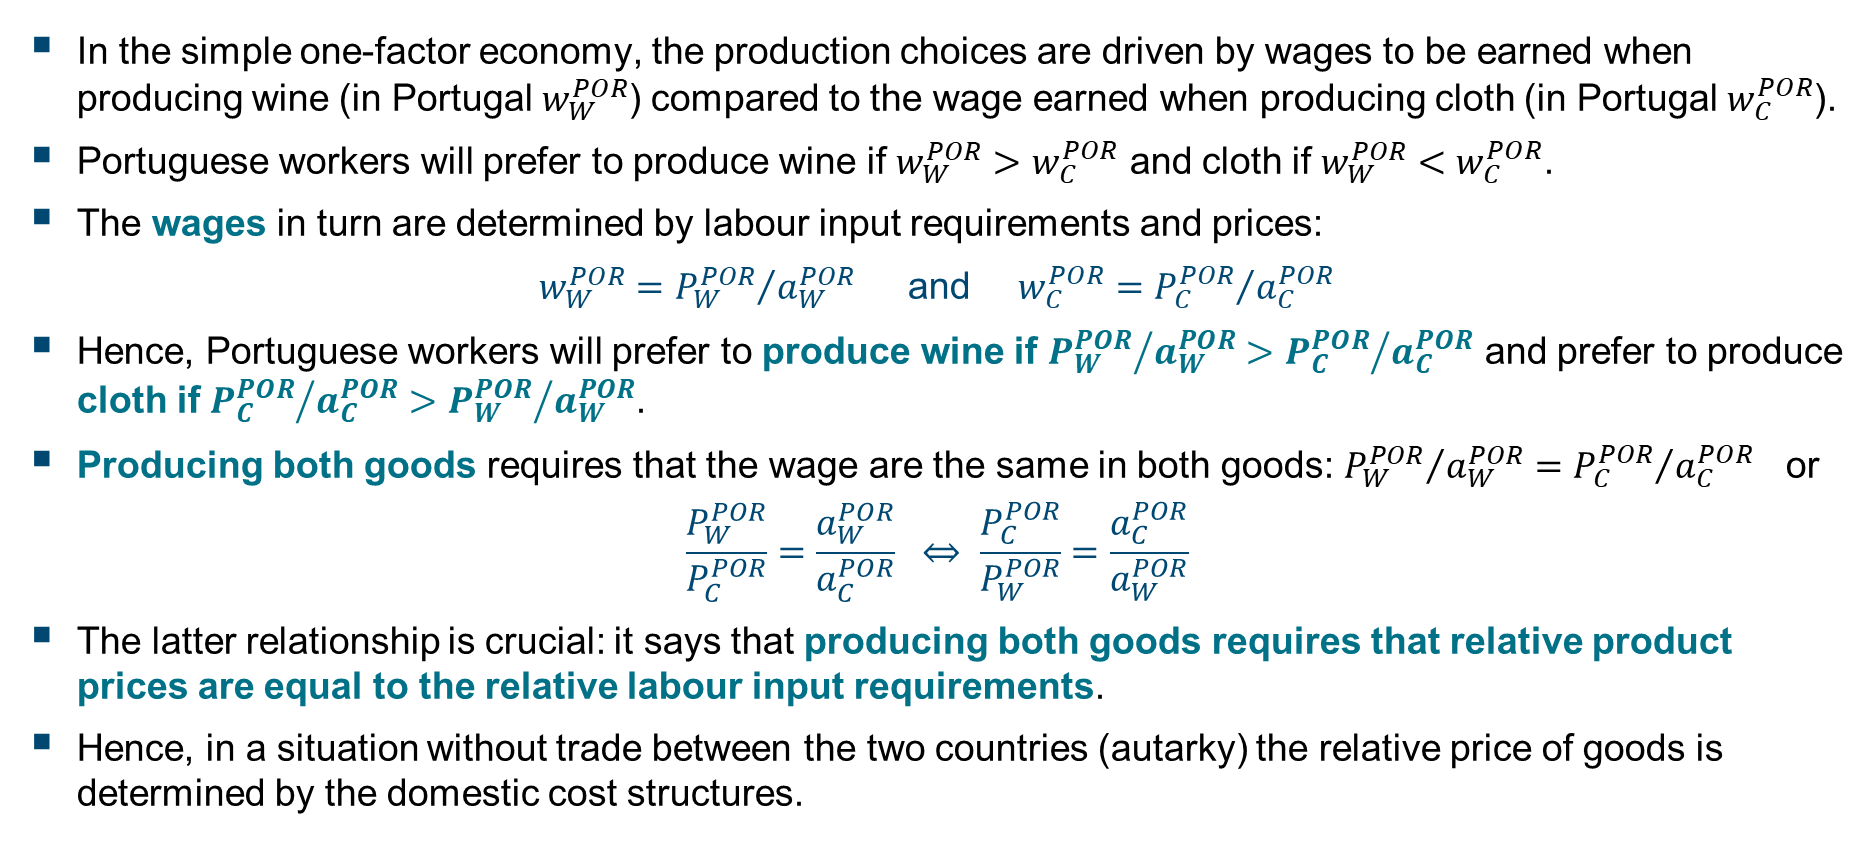 ▪ In the simple one-factor economy, the production choices are driven by wages to be earned when
producing wine (in Portugal $w_W^{POR}$) compared to the wage earned when producing cloth (in Portugal $w_C^{POR}$).
▪ Portuguese workers will prefer to produce wine if $w_W^{POR} > w_C^{POR}$ and cloth if $w_W^{POR} < w_C^{POR}$.
▪ The wages in turn are determined by labour input requirements and prices:
$w_W^{POR} = P_W^{POR}/a_W^{POR}$ and $w_C^{POR} = P_C^{POR}/a_C^{POR}$
▪ Hence, Portuguese workers will prefer to produce wine if $P_W^{POR}/a_W^{POR} > P_C^{POR}/a_C^{POR}$ and prefer to produce
cloth if $P_C^{POR}/a_C^{POR} > P_W^{POR}/a_W^{POR}$.
▪ Producing both goods requires that the wage are the same in both goods: $P_W^{POR}/a_W^{POR} = P_C^{POR}/a_C^{POR}$ or
$\frac{P_W^{POR}}{P_C^{POR}} = \frac{a_W^{POR}}{a_C^{POR}} \Leftrightarrow \frac{P_C^{POR}}{P_W^{POR}} = \frac{a_C^{POR}}{a_W^{POR}}$
▪ The latter relationship is crucial: it says that producing both goods requires that relative product
prices are equal to the relative labour input requirements.
▪ Hence, in a situation without trade between the two countries (autarky) the relative price of goods is
determined by the domestic cost structures.